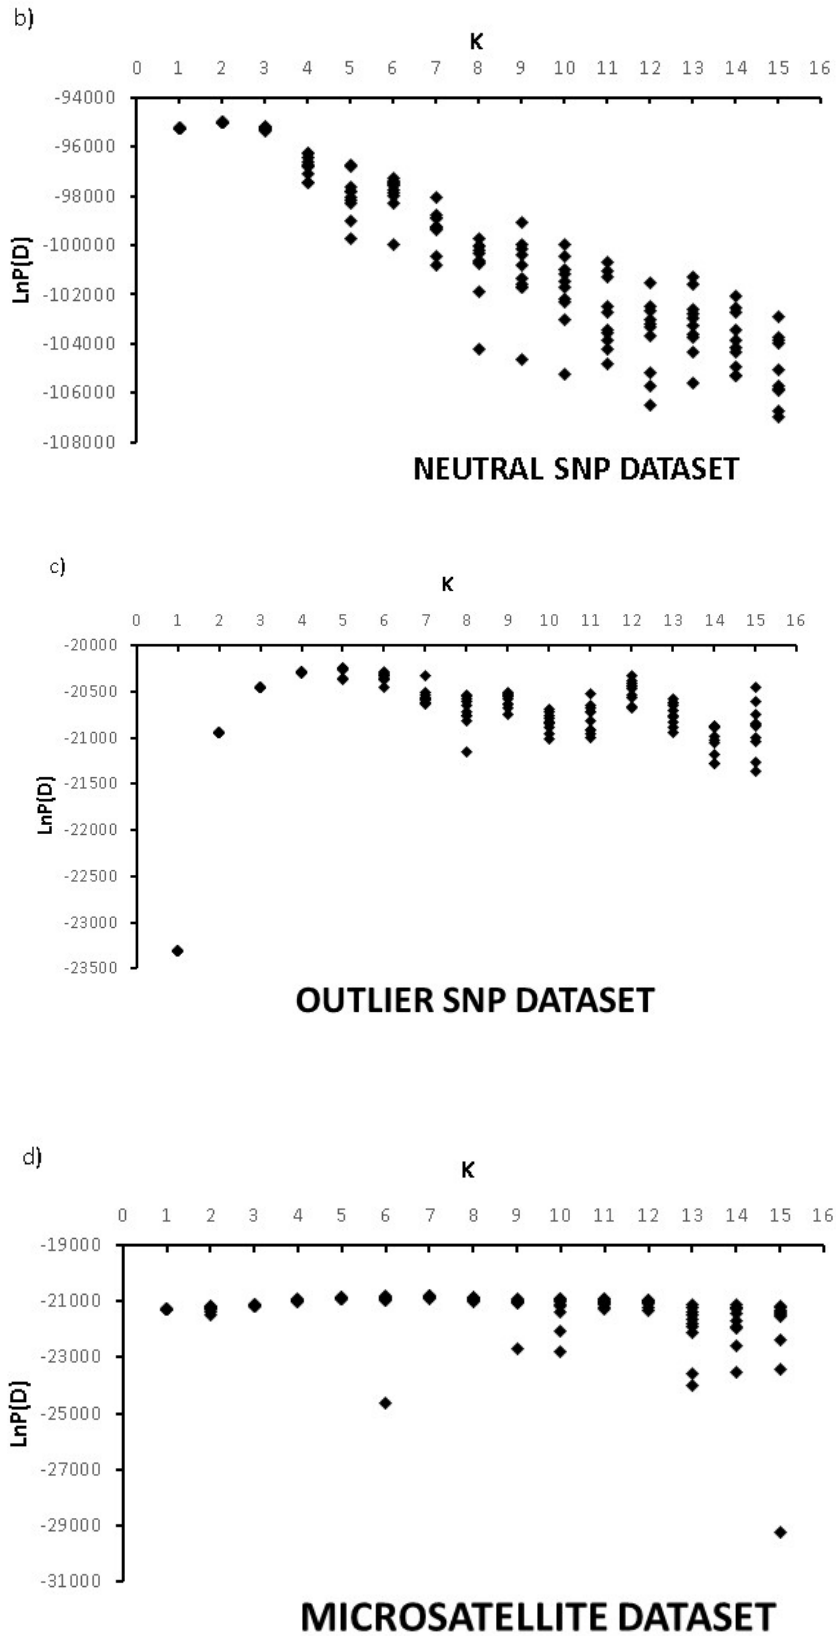 b)
K
0 1 2 3 4 5 6 7 8 9 10 11 12 13 14 15 16
-94000
-96000
-98000
-100000
-102000
-104000
-106000
-108000
LnP(D)
NEUTRAL SNP DATASET
c)
K
0 1 2 3 4 5 6 7 8 9 10 11 12 13 14 15 16
-20000
-20500
-21000
-21500
-22000
-22500
-23000
-23500
LnP(D)
OUTLIER SNP DATASET
d)
K
0 1 2 3 4 5 6 7 8 9 10 11 12 13 14 15 16
-19000
-21000
-23000
-25000
-27000
-29000
-31000
LnP(D)
MICROSATELLITE DATASET